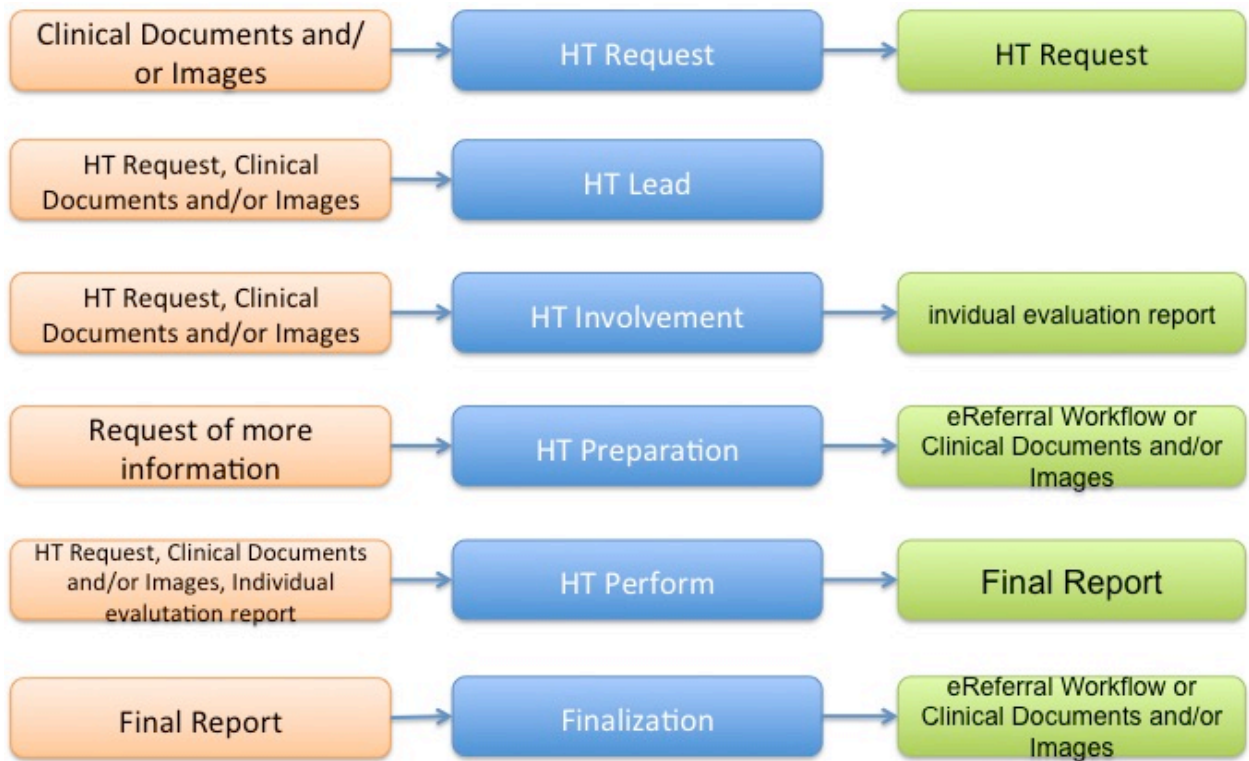 Clinical Documents and/
or Images
HT Request
HT Request
HT Request, Clinical
Documents and/or Images
HT Lead
HT Request, Clinical
Documents and/or Images
HT Involvement
invidual evaluation report
Request of more
information
HT Preparation
eReferral Workflow or
Clinical Documents and/or
Images
HT Request, Clinical Documents
and/or Images, Individual
evalutation report
HT Perform
Final Report
Final Report
Finalization
eReferral Workflow or
Clinical Documents and/or
Images